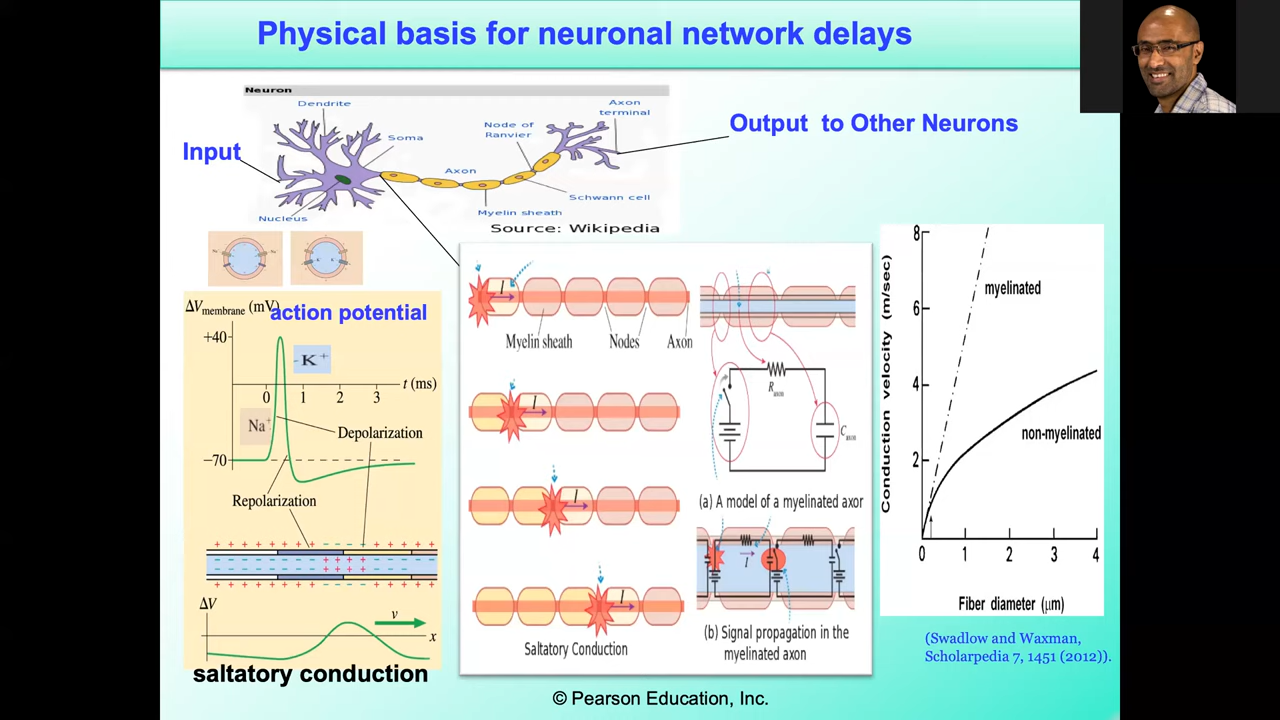 Physical basis for neuronal network delays
Neuron
Dendrite
Soma
Nucleus
Axon
Node of
Ranvier
Axon
terminal
Schwann cell
Myelin sheath
Source: Wikipedia
Input
Output to Other Neurons
ΔVmembrane (mV)
action potential
+40
K+
t (ms)
0 1 2 3
Na+
Depolarization
−70
Repolarization
ΔV
v
x
saltatory conduction
I
Myelin sheath
Nodes
Axon
I
I
I
Saltatory Conduction
Raxon
Caxon
(a) A model of a myelinated axor
I
(b) Signal propagation in the
myelinated axon
© Pearson Education, Inc.
Conduction velocity (m/sec)
8
6
4
2
myelinated
non-myelinated
0 1 2 3 4
Fiber diameter (μm)
(Swadlow and Waxman,
Scholarpedia 7, 1451 (2012)).